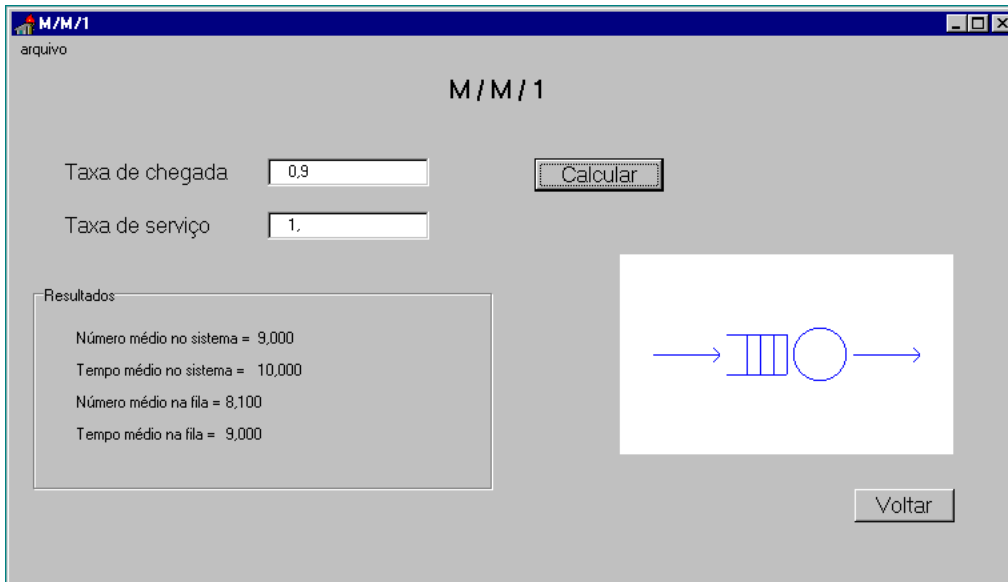 M/M/1
arquivo
M / M / 1
Taxa de chegada 0,9 Calcular
Taxa de serviço 1,
Resultados
Número médio no sistema = 9,000
Tempo médio no sistema = 10,000
Número médio na fila = 8,100
Tempo médio na fila = 9,000
Voltar